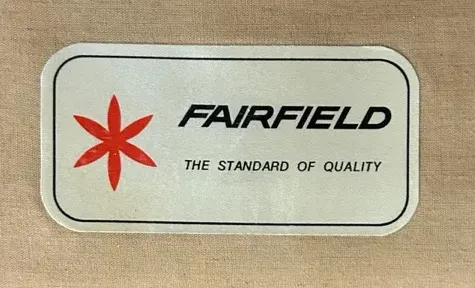 FAIRFIELD
THE STANDARD OF QUALITY